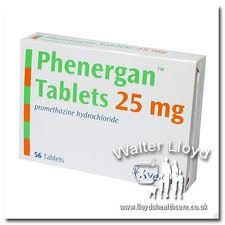 Phenergan™
Tablets 25 mg
promethazine hydrochloride
56 Tablets
Walter Lloyd
www.lloydshealthcare.co.uk